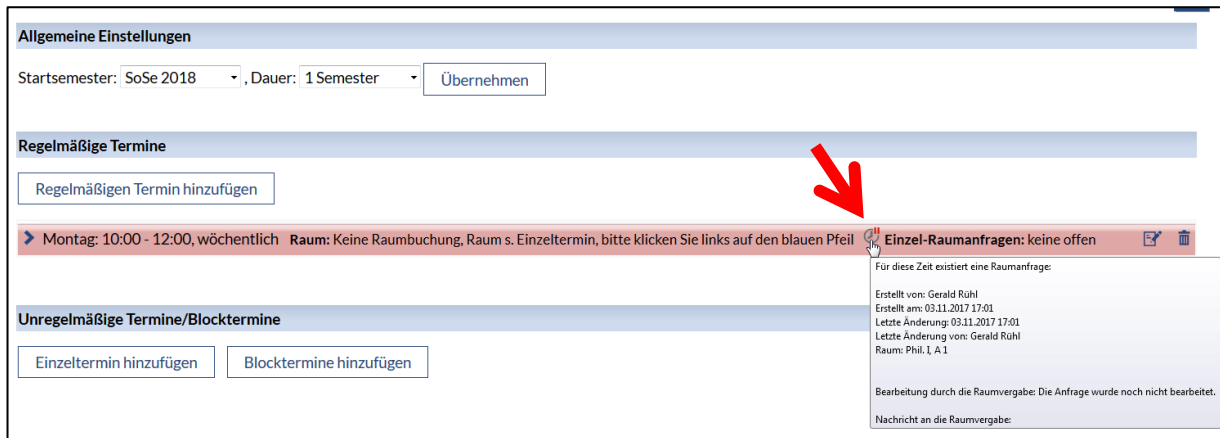 Allgemeine Einstellungen
Startsemester: SoSe 2018 , Dauer: 1 Semester Übernehmen
Regelmäßige Termine
Regelmäßigen Termin hinzufügen
Montag: 10:00 - 12:00, wöchentlich Raum: Keine Raumbuchung, Raum s. Einzeltermin, bitte klicken Sie links auf den blauen Pfeil Einzel-Raumanfragen: keine offen
Für diese Zeit existiert eine Raumanfrage:
Erstellt von: Gerald Rühl
Erstellt am: 03.11.2017 17:01
Letzte Änderung: 03.11.2017 17:01
Letzte Änderung von: Gerald Rühl
Raum: Phil. I, A 1
Bearbeitung durch die Raumvergabe: Die Anfrage wurde noch nicht bearbeitet.
Nachricht an die Raumvergabe:
Unregelmäßige Termine/Blocktermine
Einzeltermin hinzufügen Blocktermine hinzufügen